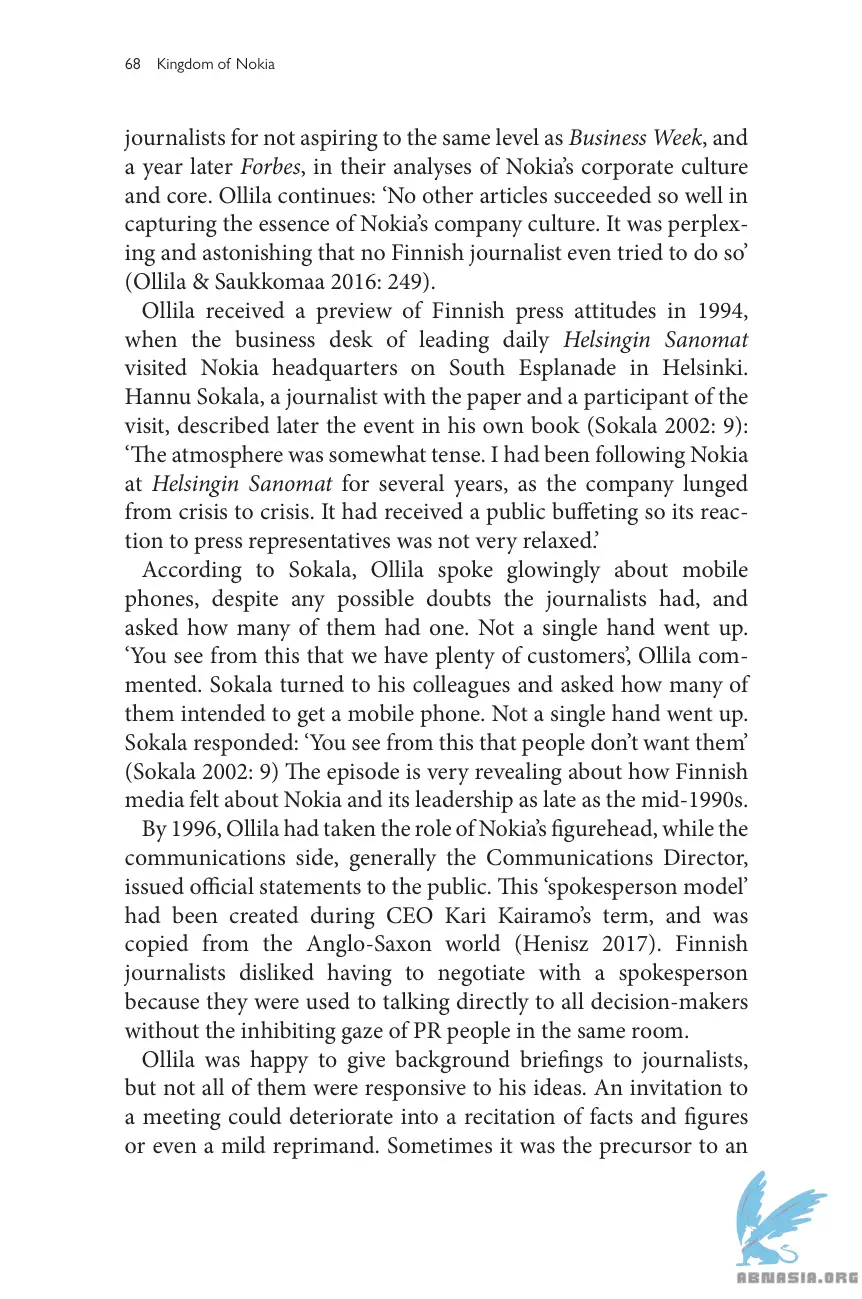 68 Kingdom of Nokia
journalists for not aspiring to the same level as Business Week, and
a year later Forbes, in their analyses of Nokia’s corporate culture
and core. Ollila continues: ‘No other articles succeeded so well in
capturing the essence of Nokia’s company culture. It was perplex-
ing and astonishing that no Finnish journalist even tried to do so’
(Ollila & Saukkomaa 2016: 249).
Ollila received a preview of Finnish press attitudes in 1994,
when the business desk of leading daily Helsingin Sanomat
visited Nokia headquarters on South Esplanade in Helsinki.
Hannu Sokala, a journalist with the paper and a participant of the
visit, described later the event in his own book (Sokala 2002: 9):
‘The atmosphere was somewhat tense. I had been following Nokia
at Helsingin Sanomat for several years, as the company lunged
from crisis to crisis. It had received a public buffeting so its reac-
tion to press representatives was not very relaxed.’
According to Sokala, Ollila spoke glowingly about mobile
phones, despite any possible doubts the journalists had, and
asked how many of them had one. Not a single hand went up.
‘You see from this that we have plenty of customers’, Ollila com-
mented. Sokala turned to his colleagues and asked how many of
them intended to get a mobile phone. Not a single hand went up.
Sokala responded: ‘You see from this that people don’t want them’
(Sokala 2002: 9) The episode is very revealing about how Finnish
media felt about Nokia and its leadership as late as the mid-1990s.
By 1996, Ollila had taken the role of Nokia’s figurehead, while the
communications side, generally the Communications Director,
issued official statements to the public. This ‘spokesperson model’
had been created during CEO Kari Kairamo’s term, and was
copied from the Anglo-Saxon world (Henisz 2017). Finnish
journalists disliked having to negotiate with a spokesperson
because they were used to talking directly to all decision-makers
without the inhibiting gaze of PR people in the same room.
Ollila was happy to give background briefings to journalists,
but not all of them were responsive to his ideas. An invitation to
a meeting could deteriorate into a recitation of facts and figures
or even a mild reprimand. Sometimes it was the precursor to an
ABNASIA.ORG